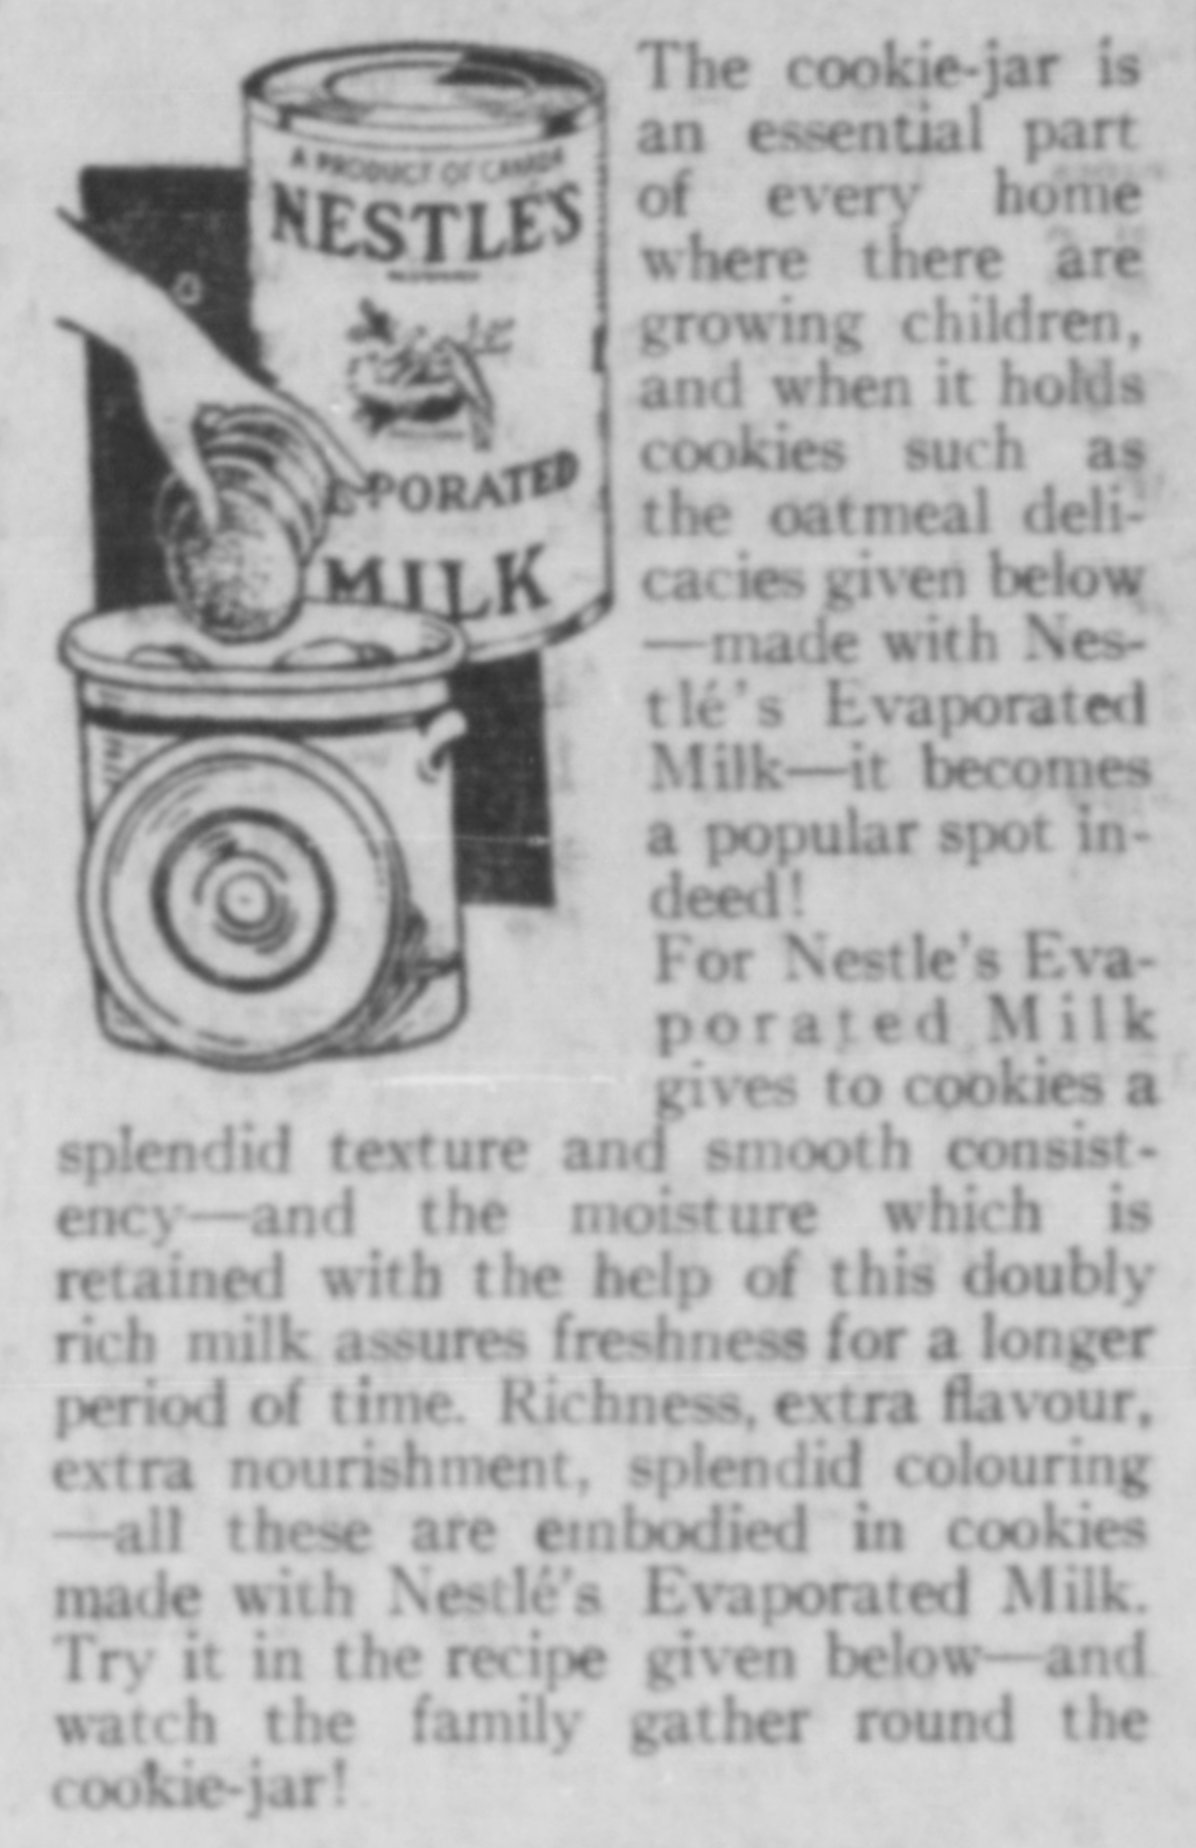 A PRODUCT OF CANADA
NESTLÉ'S
PORATED
MILK
The cookie-jar is
an essential part
of every home
where there are
growing children,
and when it holds
cookies such as
the oatmeal deli-
cacies given below
—made with Nes-
tlé's Evaporated
Milk—it becomes
a popular spot in-
deed!
For Nestle's Eva-
porated Milk
gives to cookies a
splendid texture and smooth consist-
ency—and the moisture which is
retained with the help of this doubly
rich milk assures freshness for a longer
period of time. Richness, extra flavour,
extra nourishment, splendid colouring
—all these are embodied in cookies
made with Nestlé's Evaporated Milk.
Try it in the recipe given below—and
watch the family gather round the
cookie-jar!